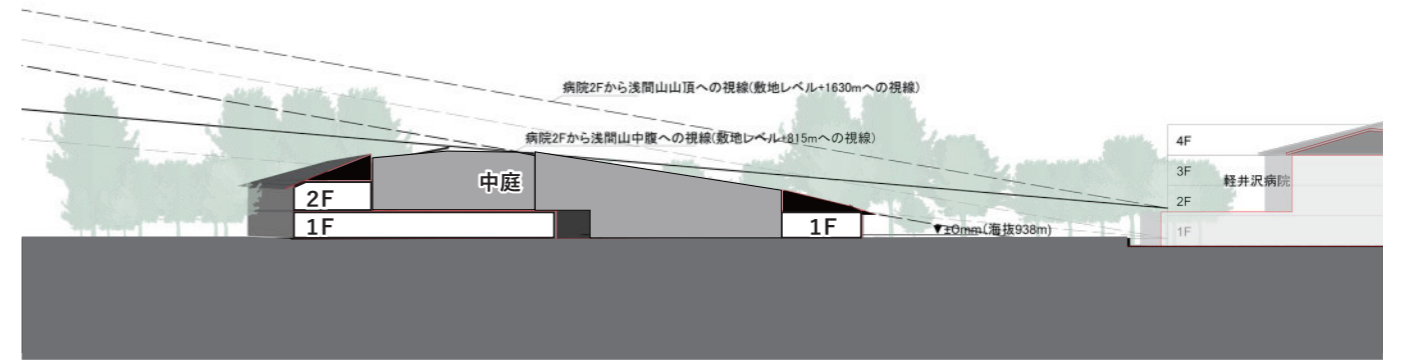 病院2Fから浅間山山頂への視線(敷地レベル+1630mへの視線)
病院2Fから浅間山中腹への視線(敷地レベル+815mへの視線)
中庭
2F
1F
1F
▼±0mm(海抜938m)
4F
3F
軽井沢病院
2F
1F